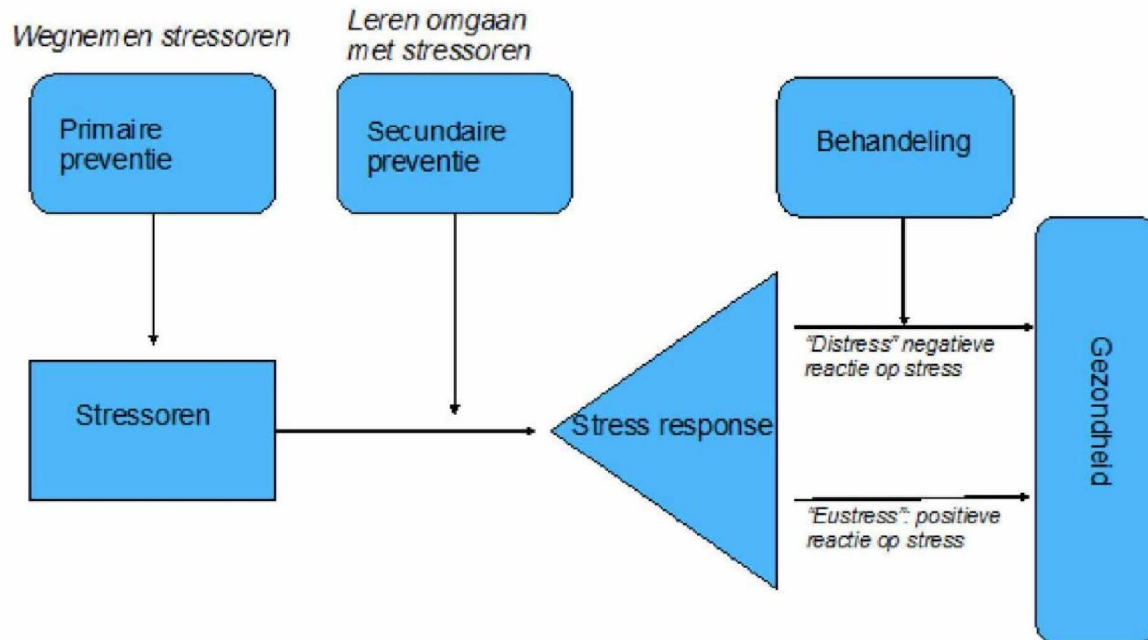 Wegnemen stressoren
Leren omgaan
met stressoren
Primaire
preventie
Secundaire
preventie
Behandeling
Stressoren
Stress response
"Distress" negatieve
reactie op stress
"Eustress": positieve
reactie op stress
Gezondheid